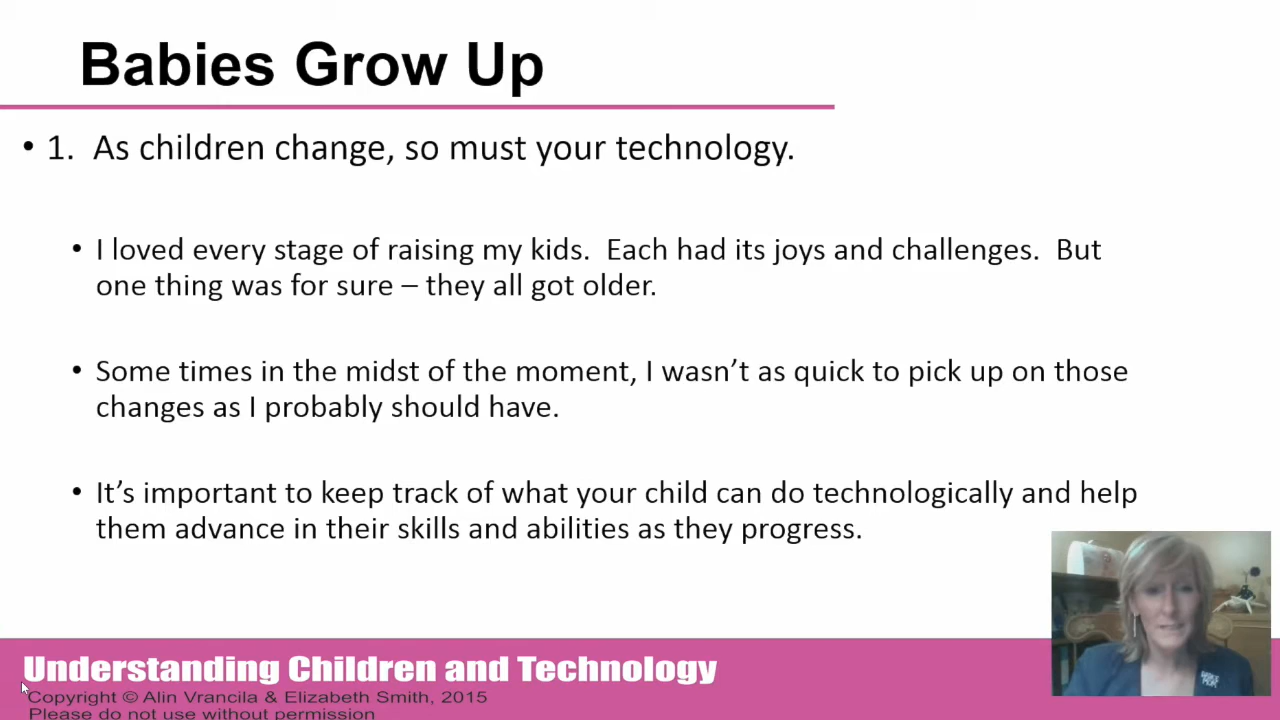 Babies Grow Up
• 1. As children change, so must your technology.
• I loved every stage of raising my kids. Each had its joys and challenges. But
one thing was for sure – they all got older.
• Some times in the midst of the moment, I wasn’t as quick to pick up on those
changes as I probably should have.
• It’s important to keep track of what your child can do technologically and help
them advance in their skills and abilities as they progress.
Understanding Children and Technology
Copyright © Alin Vrancila & Elizabeth Smith, 2015
Please do not use without permission